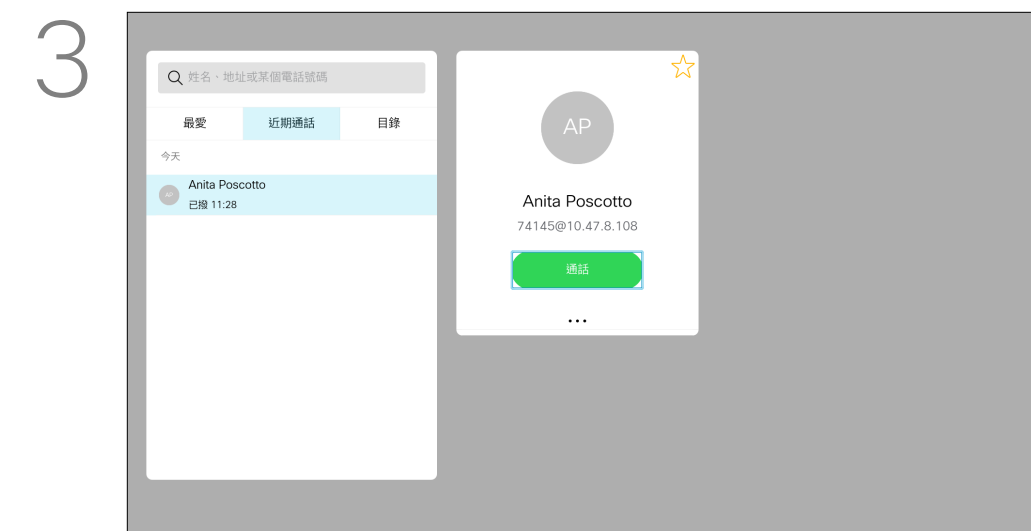 3
姓名、地址或某個電話號碼
最愛 近期通話 目錄
今天
AP
Anita Poscotto
已撥 11:28
AP
Anita Poscotto
74145@10.47.8.108
通話
...